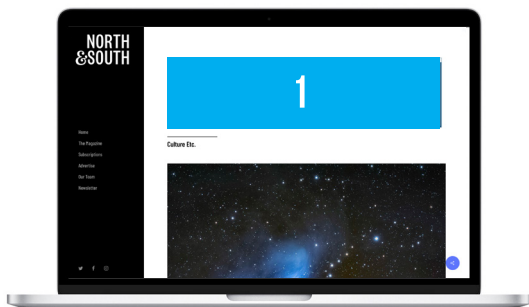 NORTH
&SOUTH
Home
The Magazine
Subscriptions
Advertise
Our Team
Newsletter
1
Culture Etc.